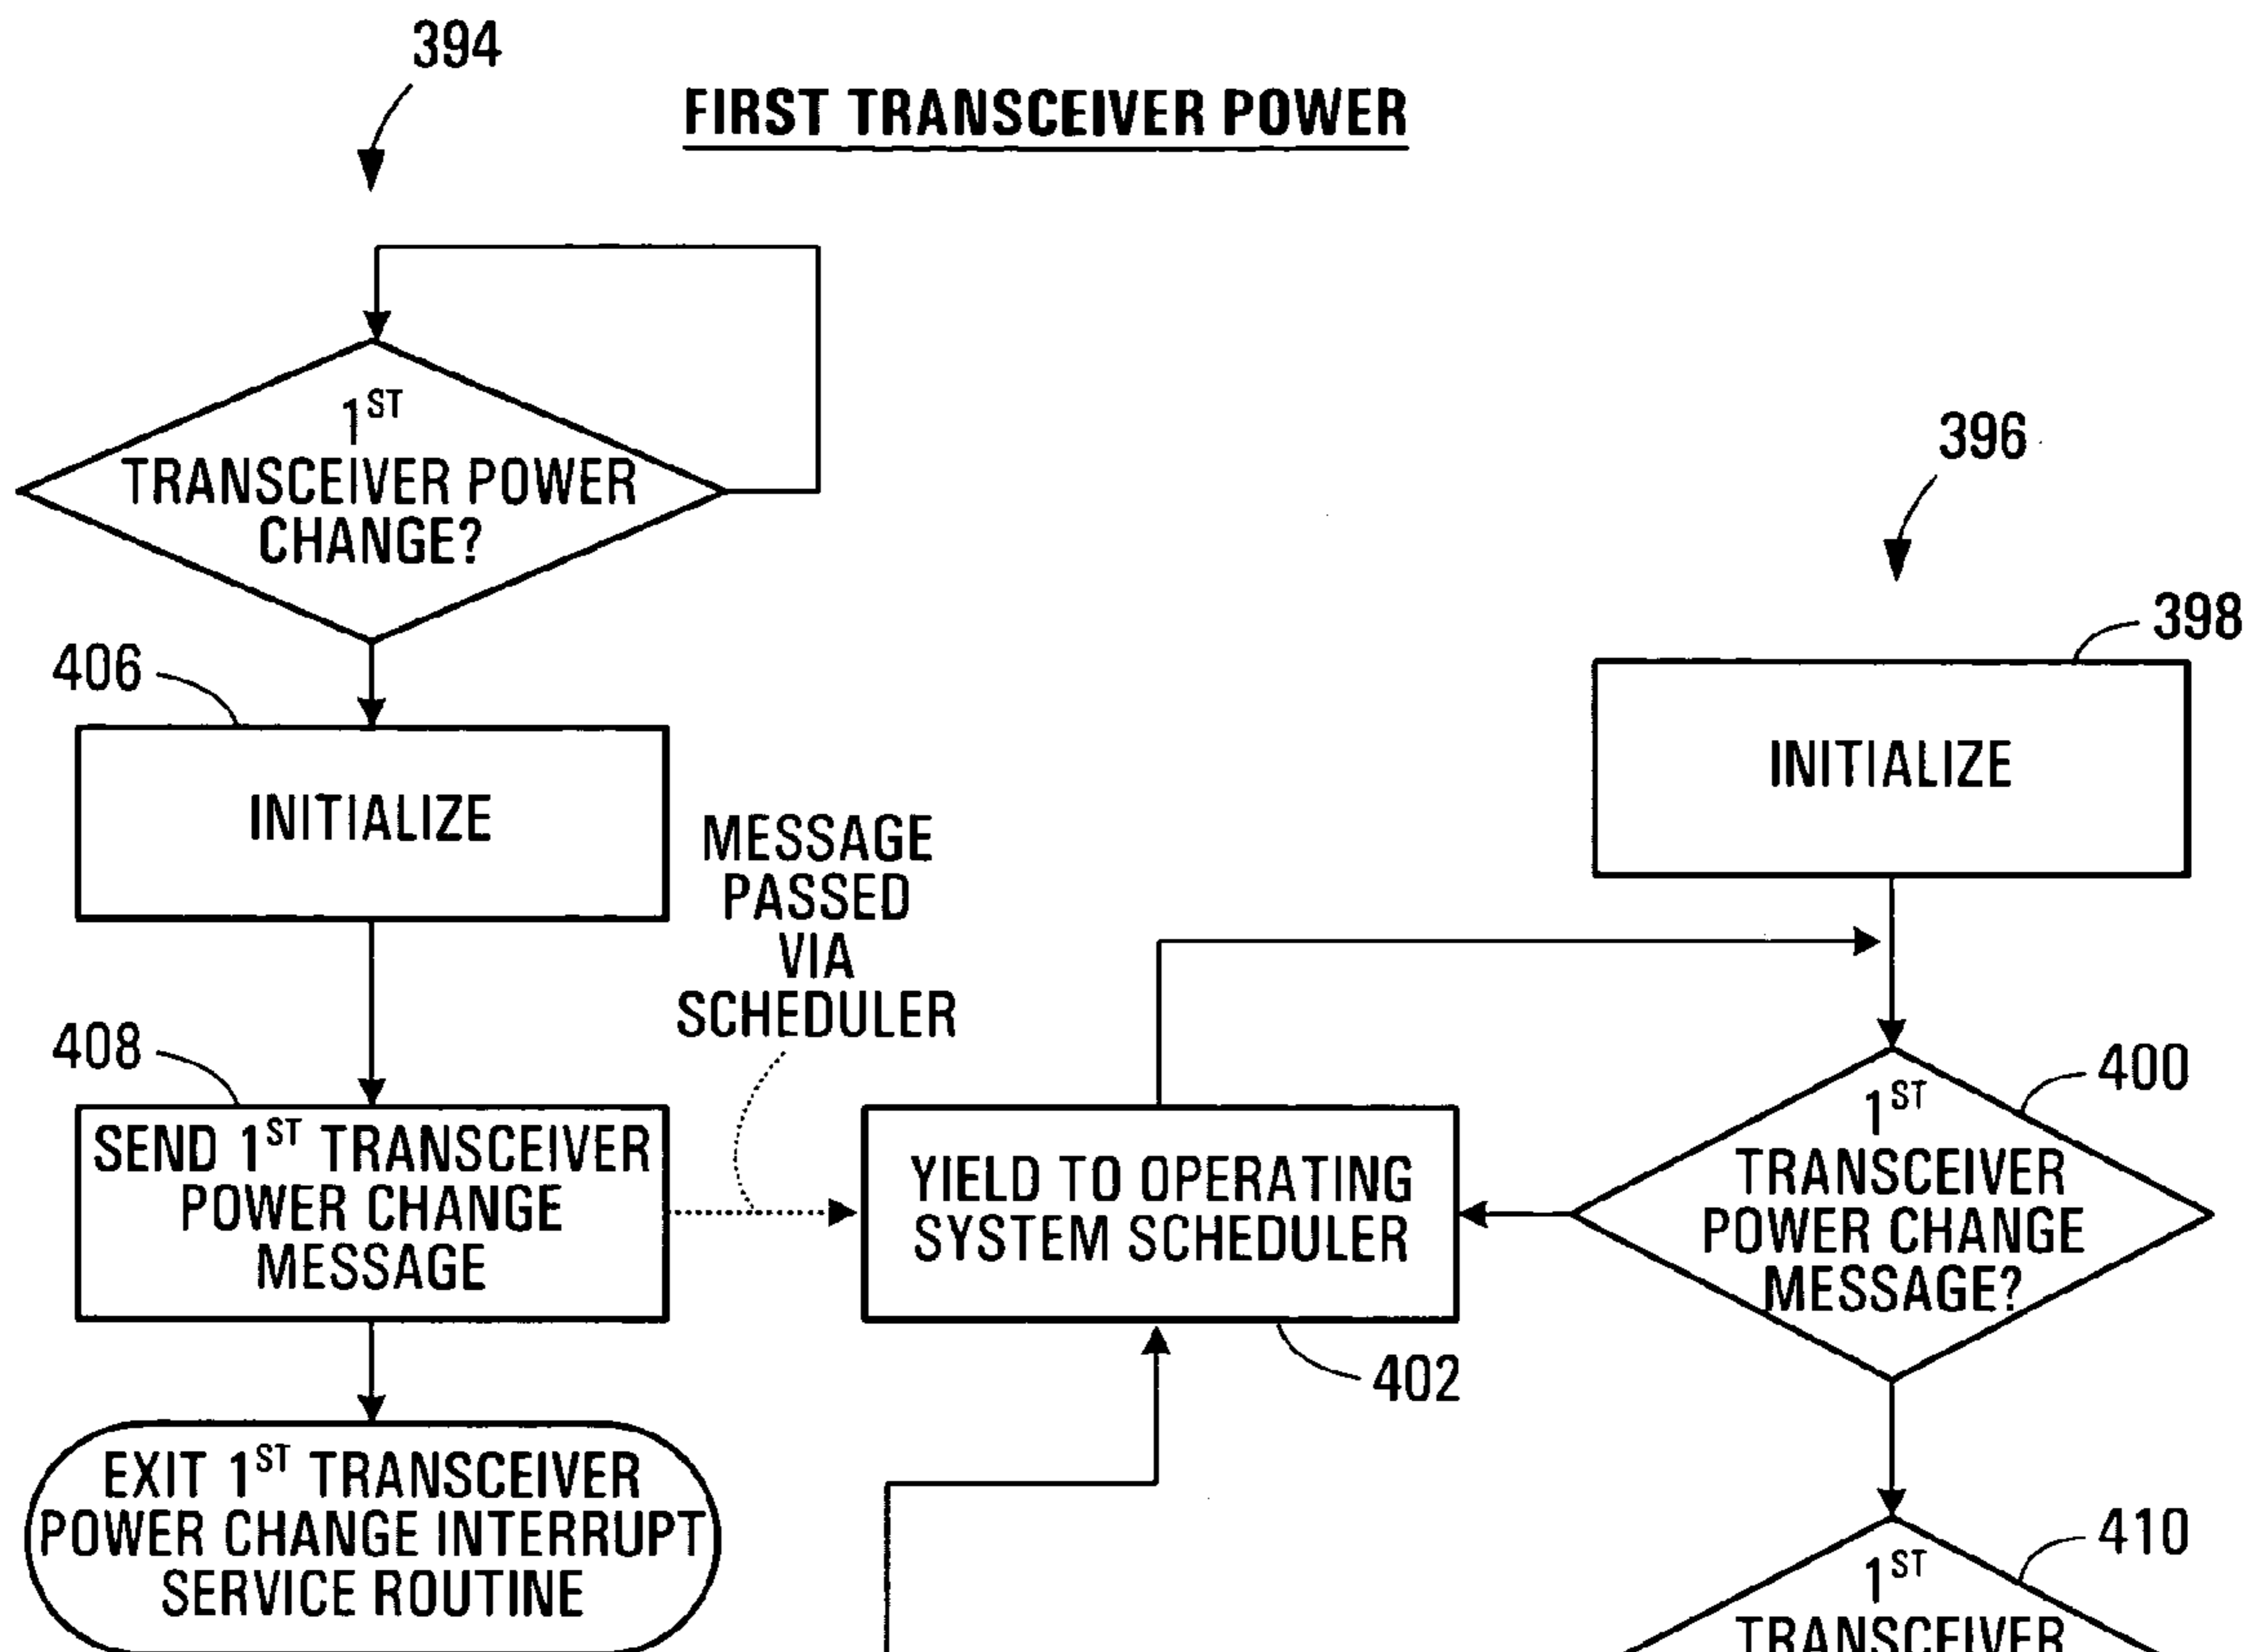 394
FIRST TRANSCEIVER POWER
1ST
TRANSCEIVER POWER
CHANGE?
396
398
406
INITIALIZE
INITIALIZE
MESSAGE
PASSED
VIA
SCHEDULER
408
SEND 1ST TRANSCEIVER
POWER CHANGE
MESSAGE
YIELD TO OPERATING
SYSTEM SCHEDULER
402
400
1ST
TRANSCEIVER
POWER CHANGE
MESSAGE?
EXIT 1ST TRANSCEIVER
POWER CHANGE INTERRUPT
SERVICE ROUTINE
410
1ST
TRANSCEIVER